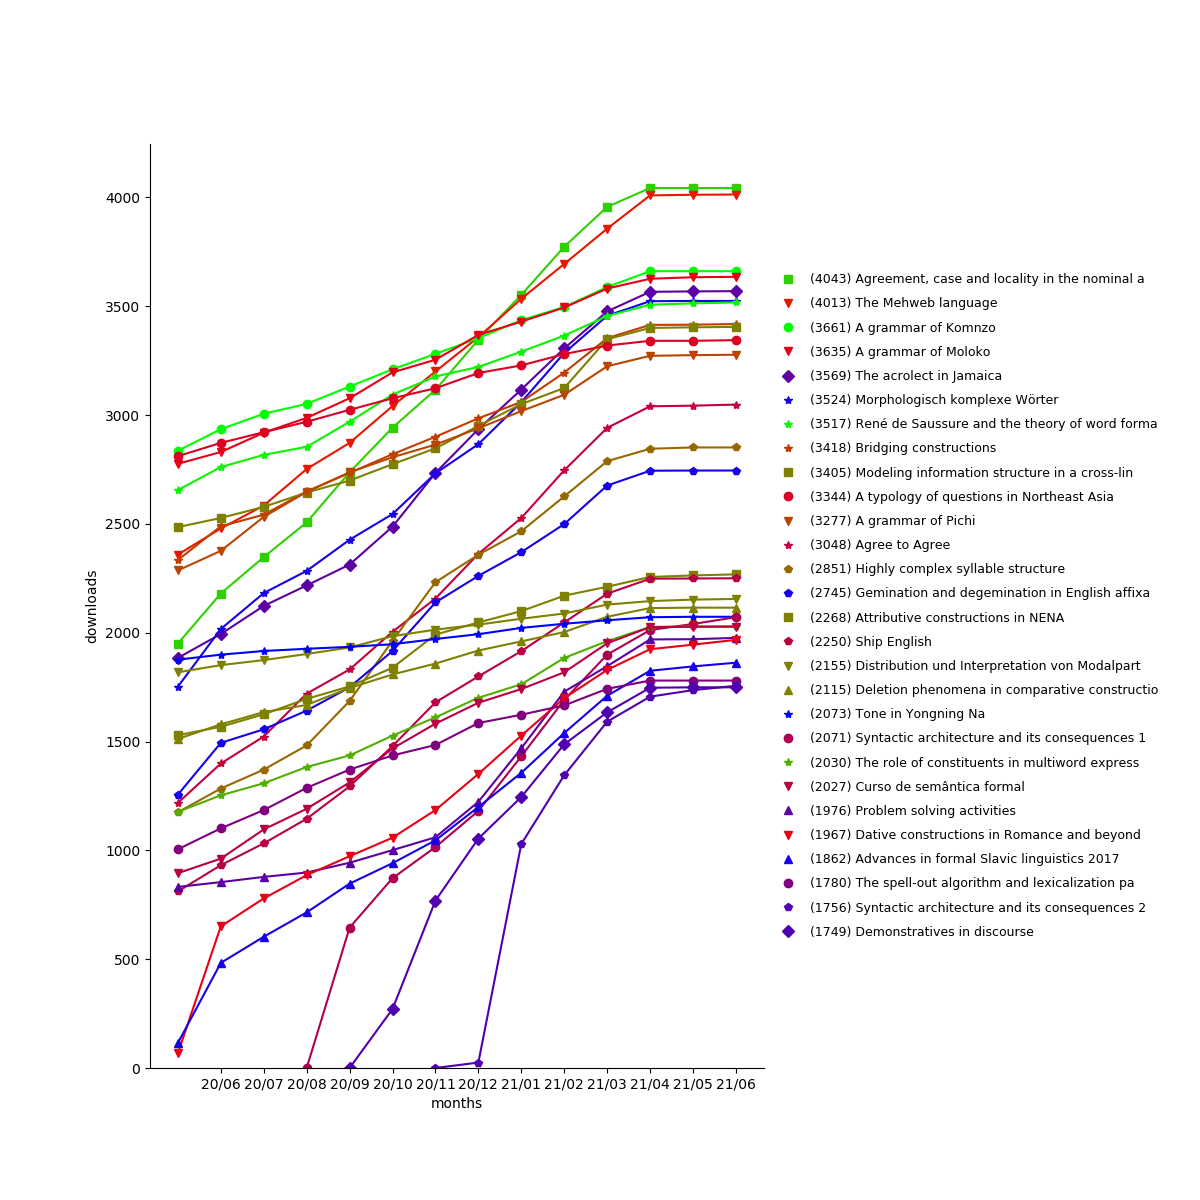 4000
3500
3000
2500
2000
1500
1000
500
0
downloads
20/06 20/07 20/08 20/09 20/10 20/11 20/12 21/01 21/02 21/03 21/04 21/05 21/06
months
(4043) Agreement, case and locality in the nominal a
(4013) The Mehweb language
(3661) A grammar of Komnzo
(3635) A grammar of Moloko
(3569) The acrolect in Jamaica
(3524) Morphologisch komplexe Wörter
(3517) René de Saussure and the theory of word forma
(3418) Bridging constructions
(3405) Modeling information structure in a cross-lin
(3344) A typology of questions in Northeast Asia
(3277) A grammar of Pichi
(3048) Agree to Agree
(2851) Highly complex syllable structure
(2745) Gemination and degemination in English affixa
(2268) Attributive constructions in NENA
(2250) Ship English
(2155) Distribution und Interpretation von Modalpart
(2115) Deletion phenomena in comparative constructio
(2073) Tone in Yongning Na
(2071) Syntactic architecture and its consequences 1
(2030) The role of constituents in multiword express
(2027) Curso de semântica formal
(1976) Problem solving activities
(1967) Dative constructions in Romance and beyond
(1862) Advances in formal Slavic linguistics 2017
(1780) The spell-out algorithm and lexicalization pa
(1756) Syntactic architecture and its consequences 2
(1749) Demonstratives in discourse